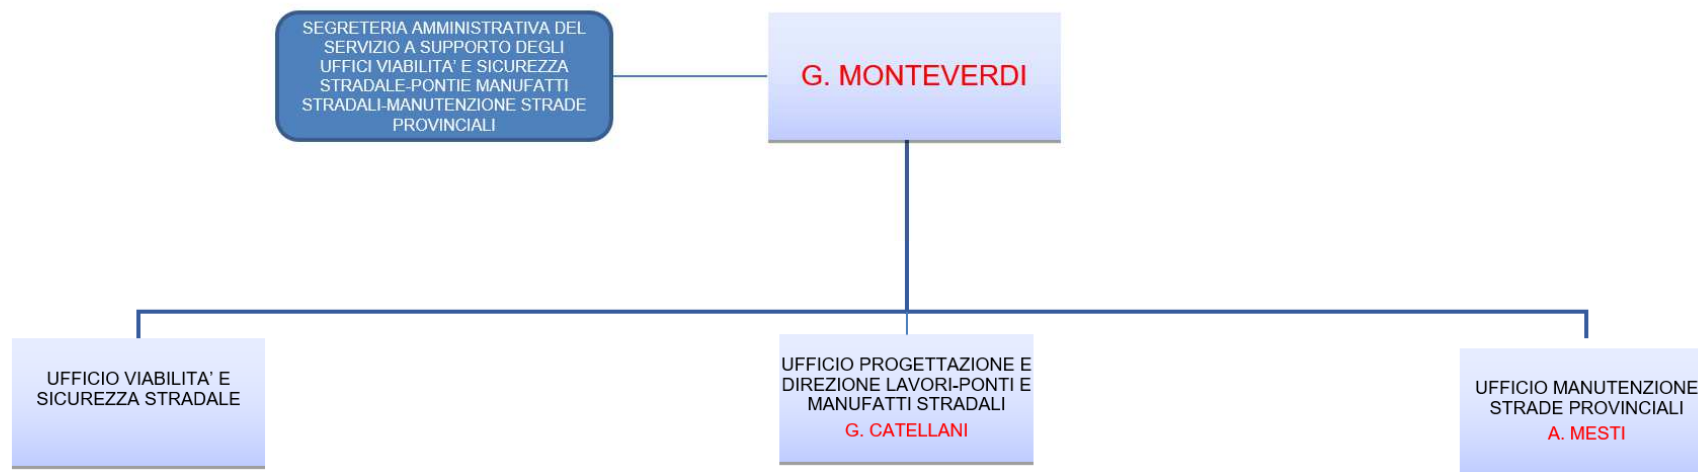 SEGRETERIA AMMINISTRATIVA DEL
SERVIZIO A SUPPORTO DEGLI
UFFICI VIABILITA' E SICUREZZA
STRADALE-PONTIE MANUFATTI
STRADALI-MANUTENZIONE STRADE
PROVINCIALI
G. MONTEVERDI
UFFICIO VIABILITA' E
SICUREZZA STRADALE
UFFICIO PROGETTAZIONE E
DIREZIONE LAVORI-PONTI E
MANUFATTI STRADALI
G. CATELLANI
UFFICIO MANUTENZIONE
STRADE PROVINCIALI
A. MESTI